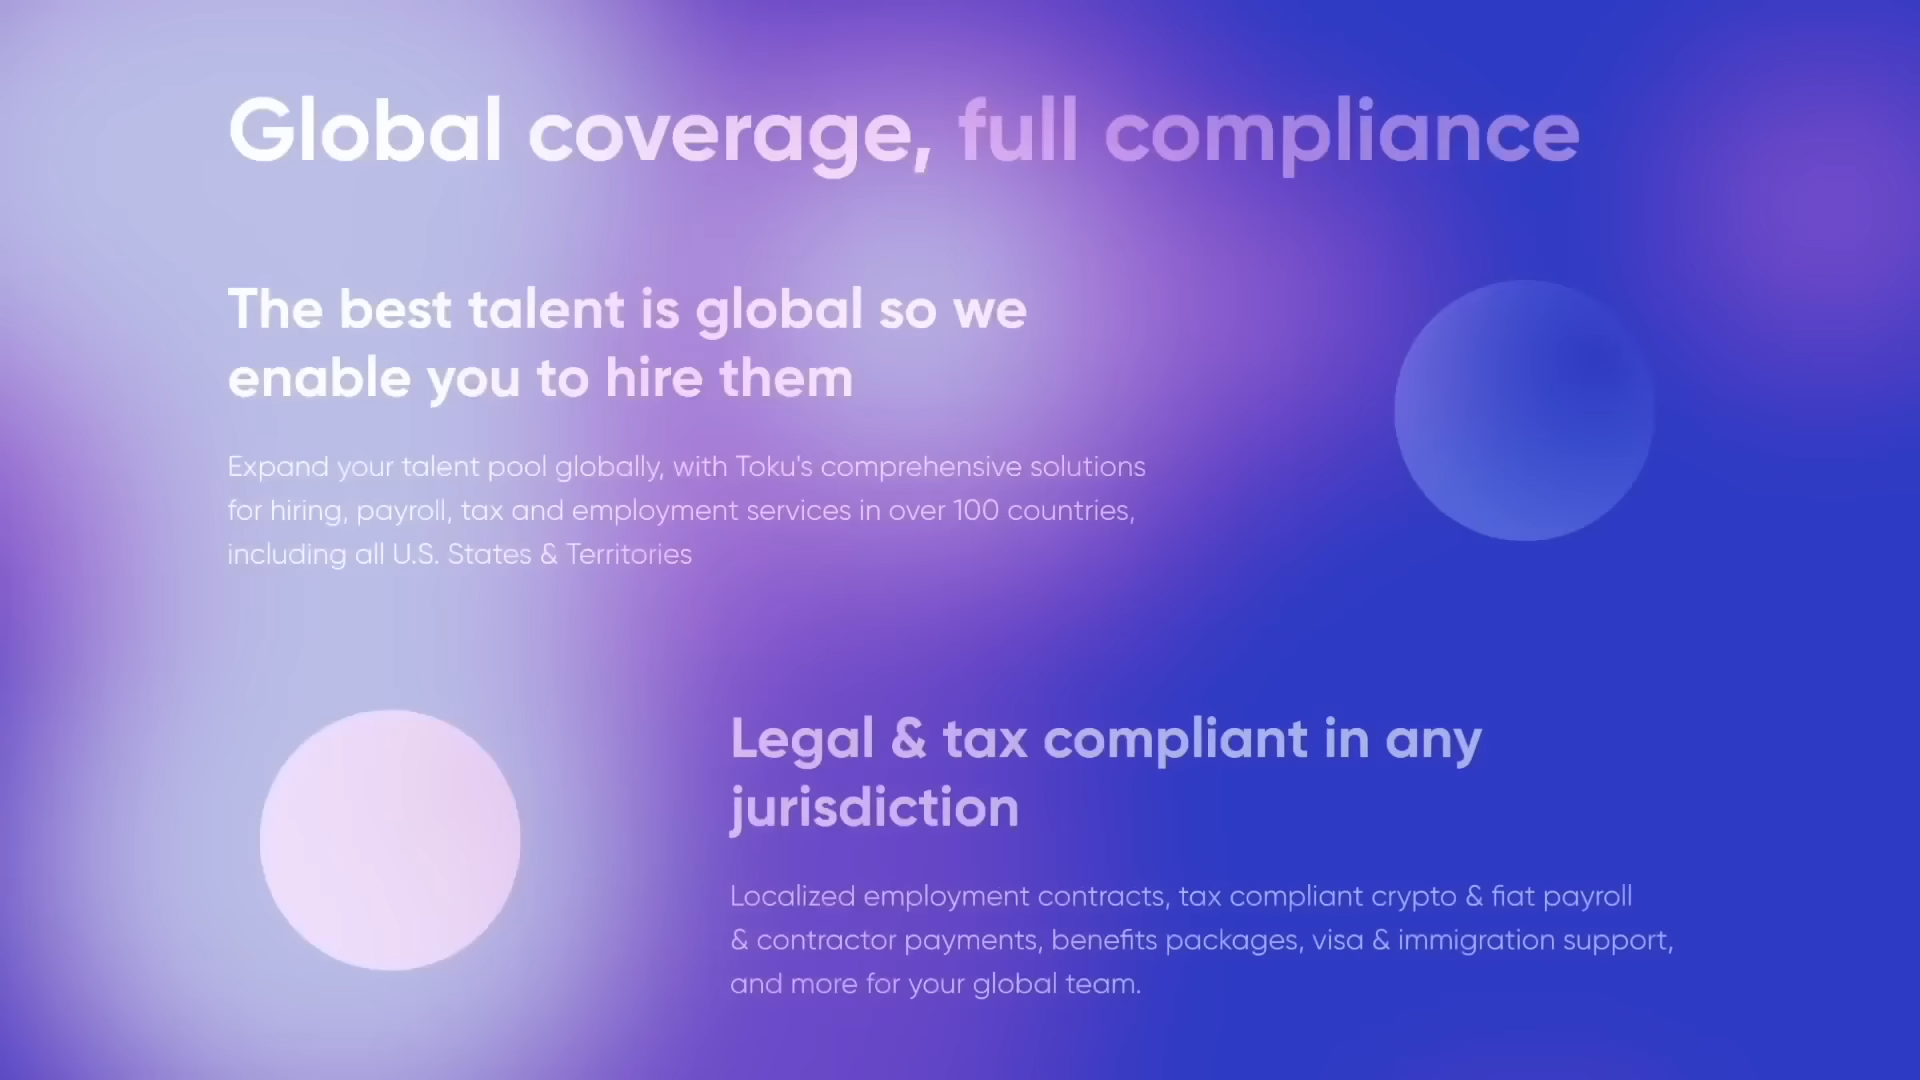 Global coverage, full compliance
The best talent is global so we
enable you to hire them
Expand your talent pool globally, with Toku's comprehensive solutions
for hiring, payroll, tax and employment services in over 100 countries,
including all U.S. States & Territories
Legal & tax compliant in any
jurisdiction
Localized employment contracts, tax compliant crypto & fiat payroll
& contractor payments, benefits packages, visa & immigration support,
and more for your global team.